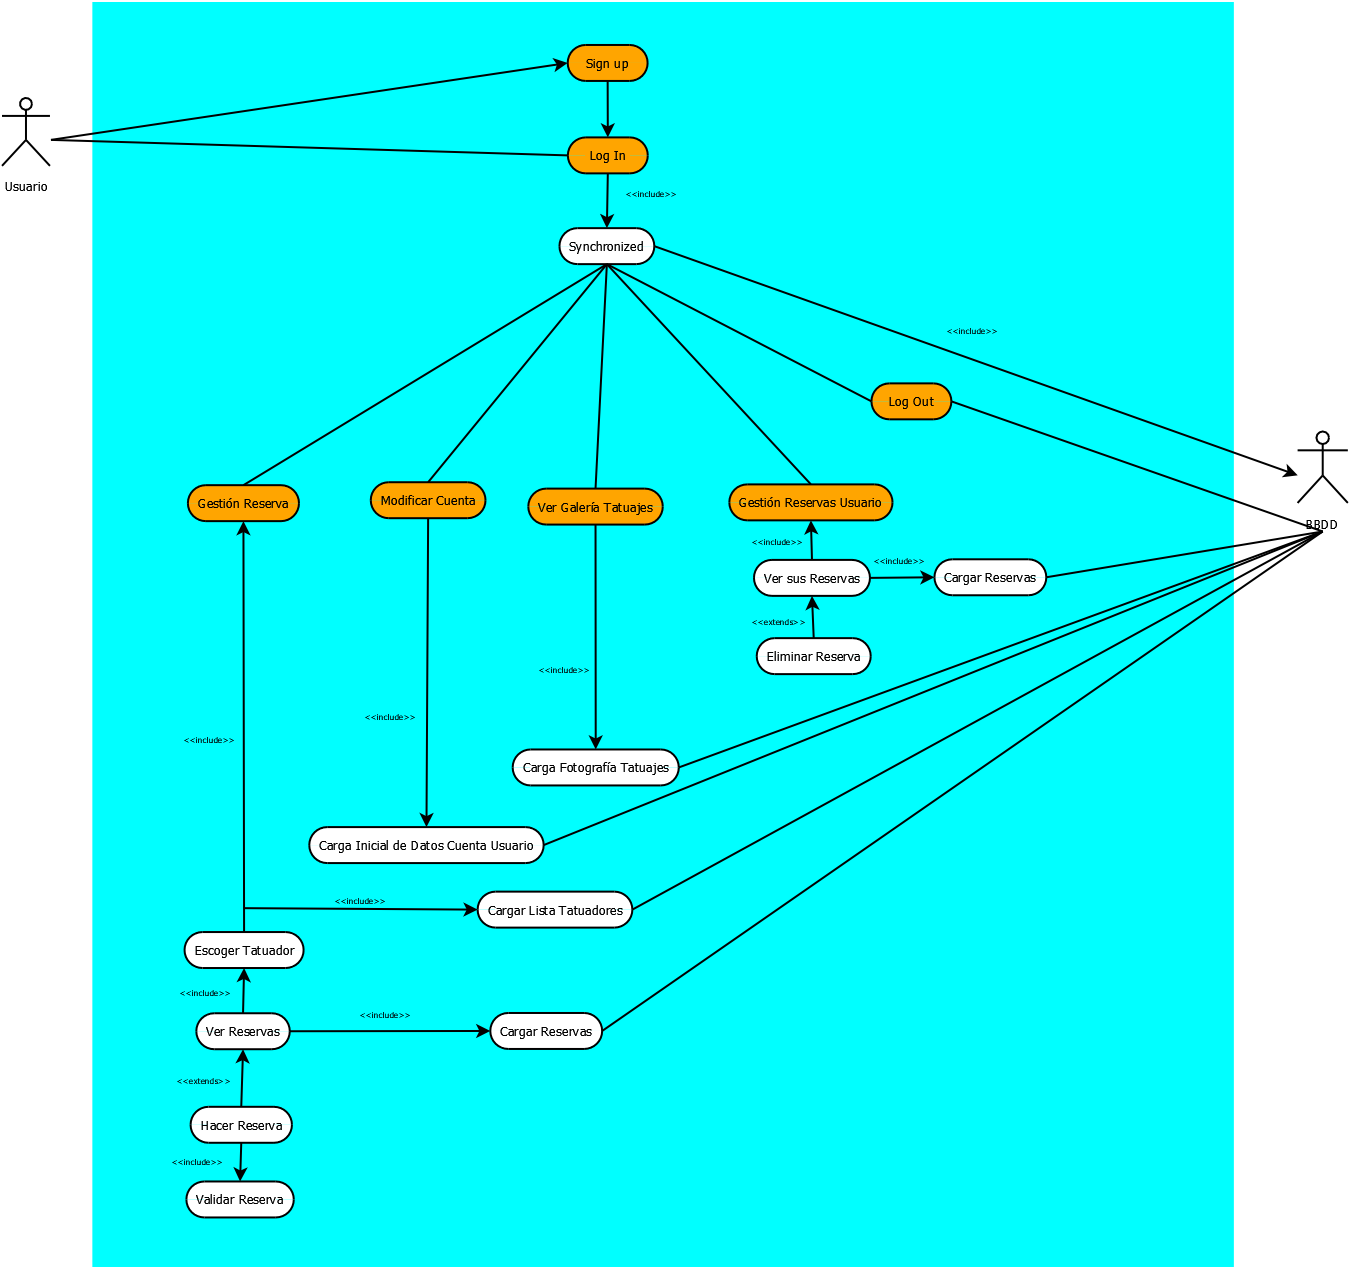 Sign up
Log In
Usuario
<<include>>
Synchronized
<<include>>
Log Out
Gestión Reserva
Modificar Cuenta
Ver Galería Tatuajes
Gestión Reservas Usuario
BBDD
<<include>>
<<include>>
Ver sus Reservas
Cargar Reservas
<<extends>>
Eliminar Reserva
<<include>>
<<include>>
<<include>>
Carga Fotografía Tatuajes
Carga Inicial de Datos Cuenta Usuario
<<include>>
Cargar Lista Tatuadores
Escoger Tatuador
<<include>>
<<include>>
Ver Reservas
Cargar Reservas
<<extends>>
Hacer Reserva
<<include>>
Validar Reserva